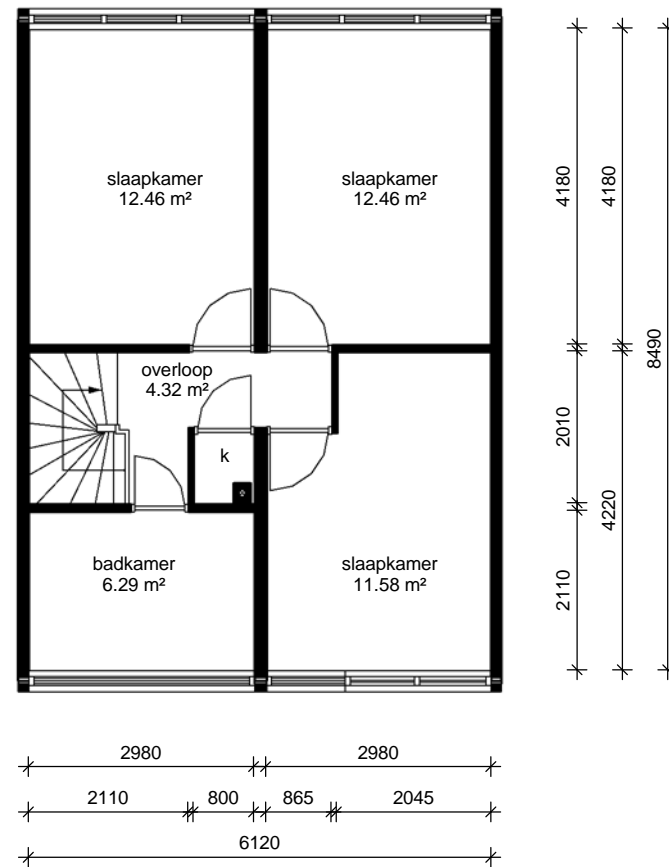 slaapkamer
12.46 m²
slaapkamer
12.46 m²
4180
4180
8490
overloop
4.32 m²
k
2010
4220
badkamer
6.29 m²
slaapkamer
11.58 m²
2110
2980
2980
2110
800
865
2045
6120